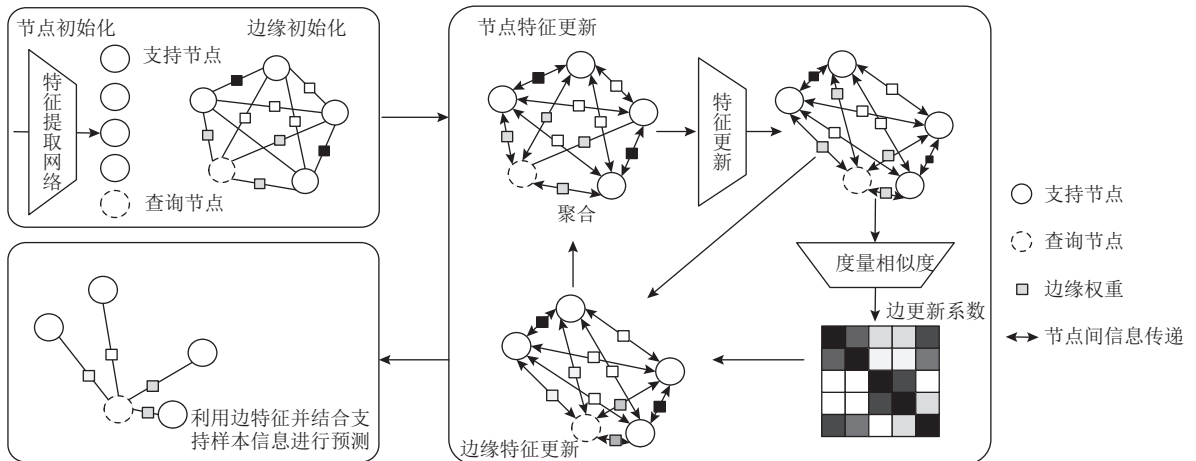 节点初始化
边缘初始化
支持节点
特征提取网络
查询节点
节点特征更新
聚合
特征更新
度量相似度
边更新系数
边缘特征更新
利用边特征并结合支
持样本信息进行预测
支持节点
查询节点
边缘权重
节点间信息传递